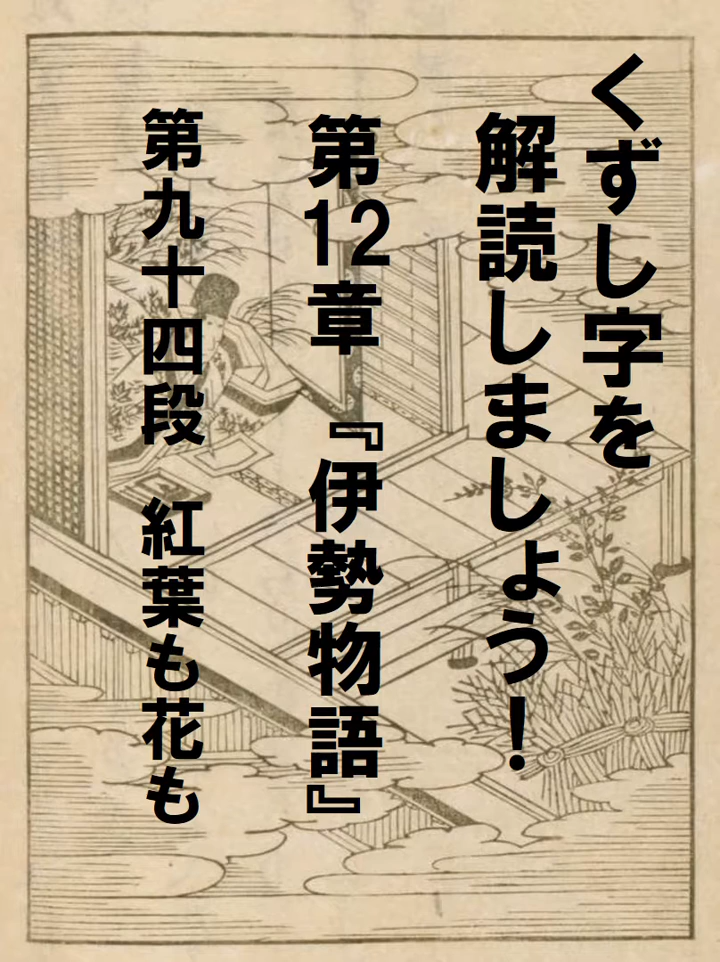 くずし字を
解読しましょう！
第12章　『伊勢物語』
第九十四段　紅葉も花も